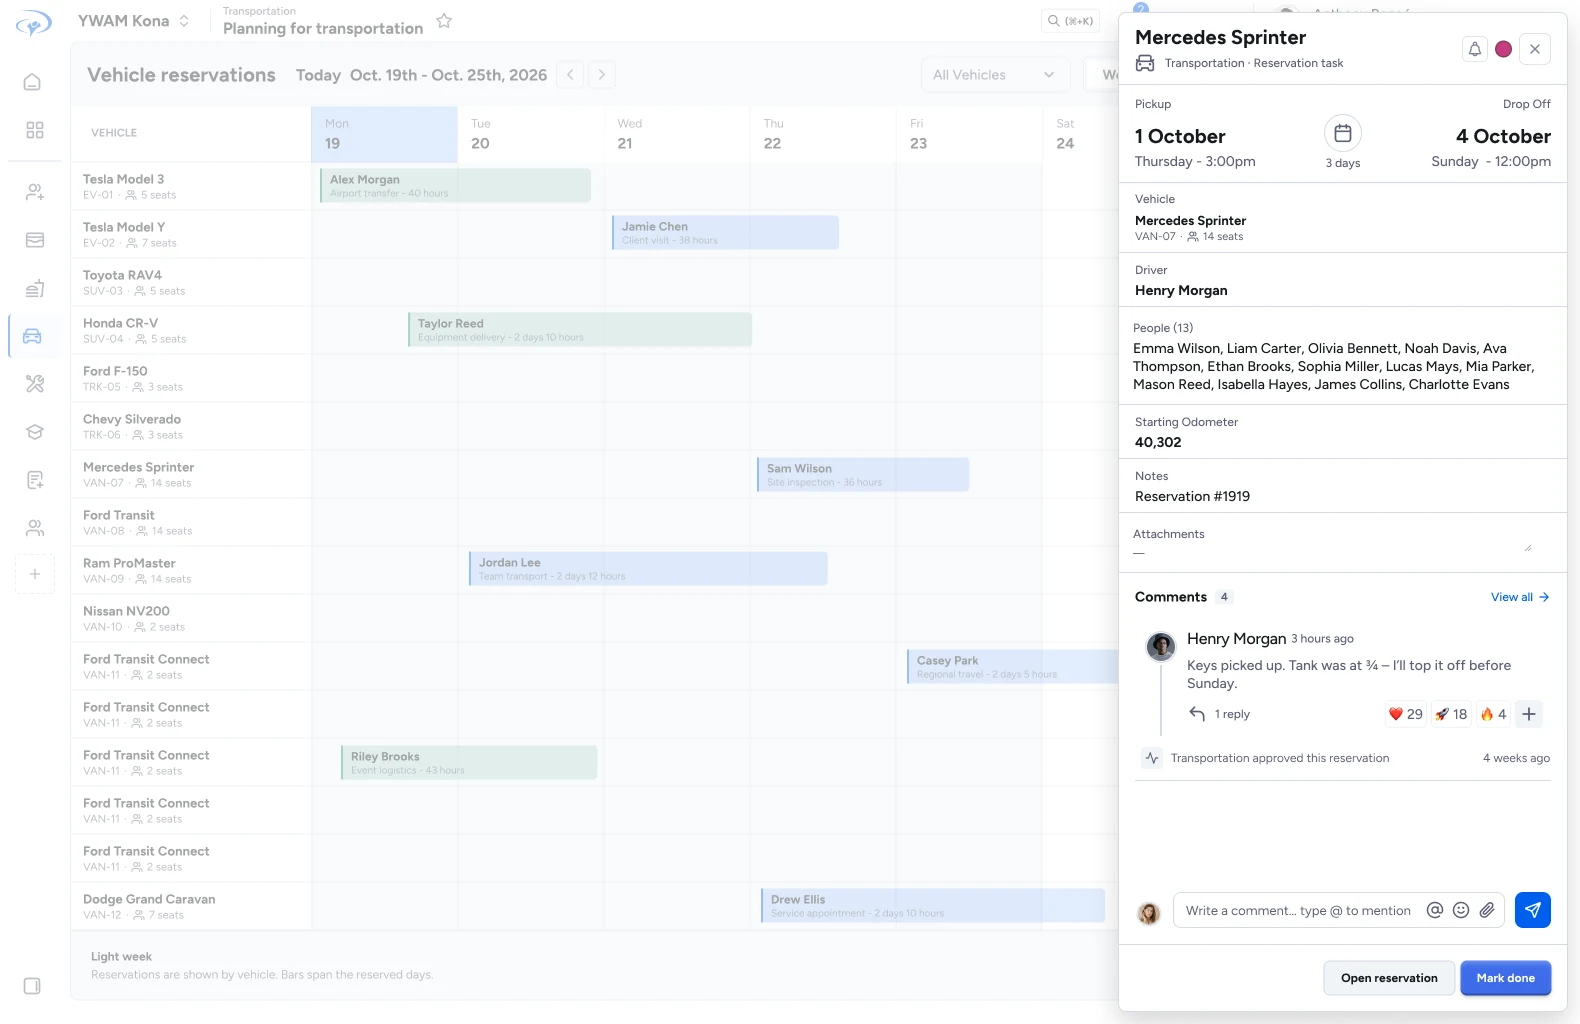 YWAM Kona
Transportation
Planning for transportation
(⌘+K)
2
Vehicle reservations
Today
Oct. 19th - Oct. 25th, 2026
All Vehicles
VEHICLE
Mon
19
Tue
20
Wed
21
Thu
22
Fri
23
Sat
24
Tesla Model 3
EV-01 · 5 seats
Alex Morgan
Airport transfer - 40 hours
Tesla Model Y
EV-02 · 7 seats
Jamie Chen
Client visit - 38 hours
Toyota RAV4
SUV-03 · 5 seats
Honda CR-V
SUV-04 · 5 seats
Taylor Reed
Equipment delivery - 2 days 10 hours
Ford F-150
TRK-05 · 3 seats
Chevy Silverado
TRK-06 · 3 seats
Mercedes Sprinter
VAN-07 · 14 seats
Sam Wilson
Site inspection - 36 hours
Ford Transit
VAN-08 · 14 seats
Ram ProMaster
VAN-09 · 14 seats
Jordan Lee
Team transport - 2 days 12 hours
Nissan NV200
VAN-10 · 2 seats
Ford Transit Connect
VAN-11 · 2 seats
Casey Park
Regional travel - 2 days 5 hours
Ford Transit Connect
VAN-11 · 2 seats
Ford Transit Connect
VAN-11 · 2 seats
Riley Brooks
Event logistics - 43 hours
Ford Transit Connect
VAN-11 · 2 seats
Ford Transit Connect
VAN-11 · 2 seats
Dodge Grand Caravan
VAN-12 · 7 seats
Drew Ellis
Service appointment - 2 days 10 hours
Light week
Reservations are shown by vehicle. Bars span the reserved days.
Mercedes Sprinter
Transportation · Reservation task
Pickup
Drop Off
1 October
4 October
Thursday - 3:00pm
3 days
Sunday - 12:00pm
Vehicle
Mercedes Sprinter
VAN-07 · 14 seats
Driver
Henry Morgan
People (13)
Emma Wilson, Liam Carter, Olivia Bennett, Noah Davis, Ava
Thompson, Ethan Brooks, Sophia Miller, Lucas Mays, Mia Parker,
Mason Reed, Isabella Hayes, James Collins, Charlotte Evans
Starting Odometer
40,302
Notes
Reservation #1919
Attachments
—
Comments 4
View all
Henry Morgan 3 hours ago
Keys picked up. Tank was at ¾ – I'll top it off before
Sunday.
1 reply
❤️ 29 🚀 18 🔥 4
Transportation approved this reservation
4 weeks ago
Write a comment... type @ to mention
Open reservation
Mark done